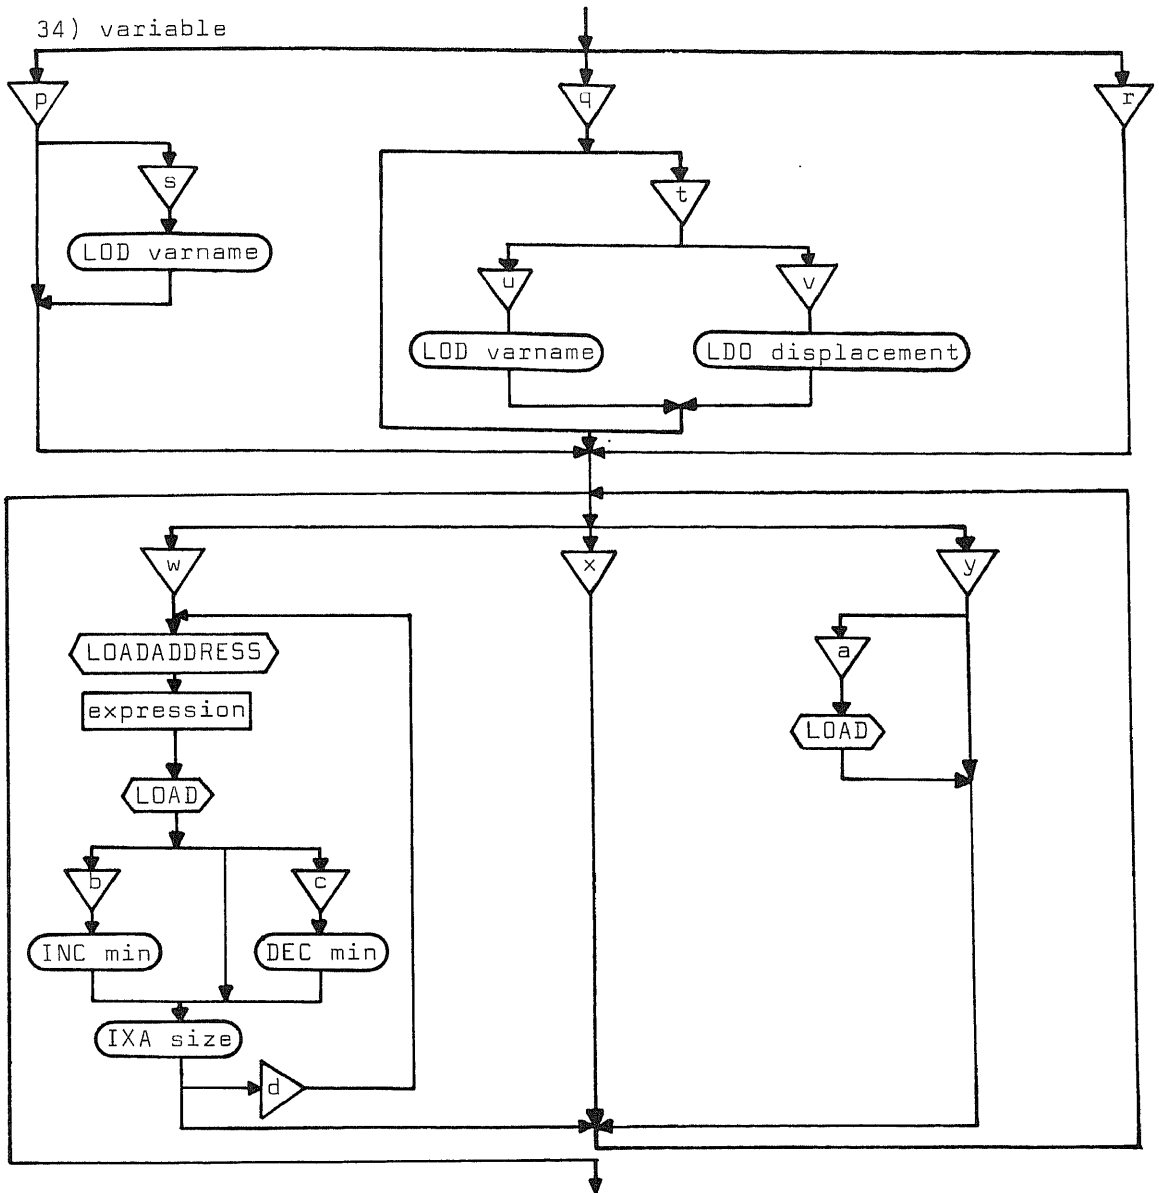 34) variable
p
q
r
s
t
LOD varname
u
v
LOD varname
LDO displacement
w
x
y
LOADADDRESS
a
expression
LOAD
LOAD
b
c
INC min
DEC min
IXA size
d